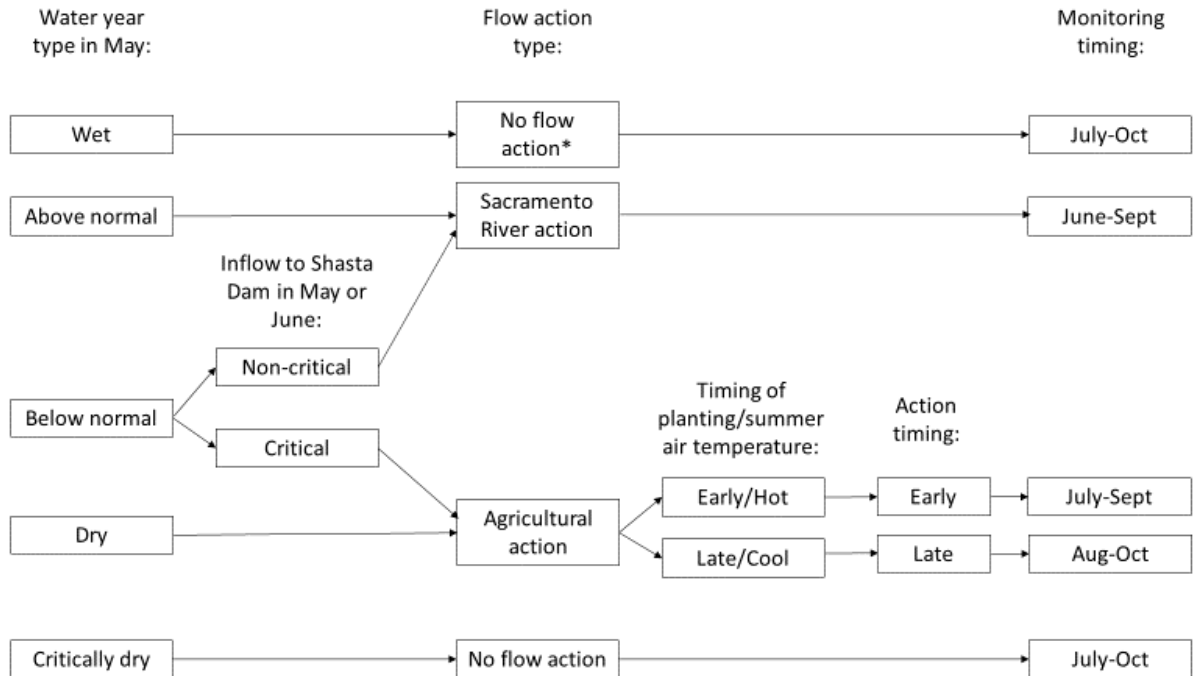 Water year
type in May:
Flow action
type:
Monitoring
timing:
Wet
No flow
action*
July-Oct
Above normal
Sacramento
River action
June-Sept
Inflow to Shasta
Dam in May or
June:
Non-critical
Below normal
Critical
Timing of
planting/summer
air temperature:
Action
timing:
Early/Hot
Early
July-Sept
Dry
Agricultural
action
Late/Cool
Late
Aug-Oct
Critically dry
No flow action
July-Oct